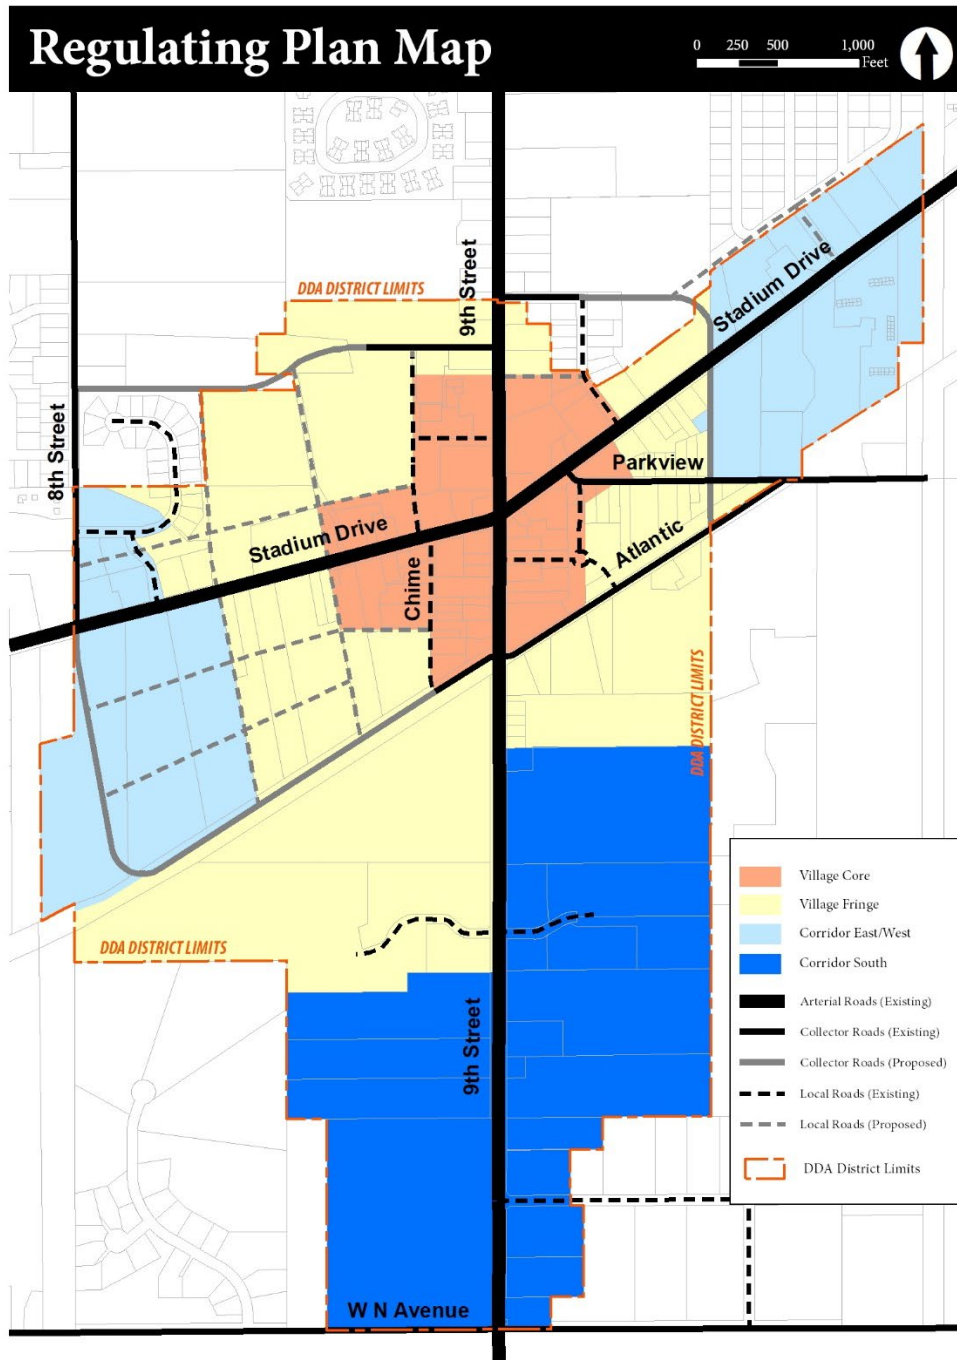 Regulating Plan Map
0 250 500 1,000
Feet
9th Street
DDA DISTRICT LIMITS
Stadium Drive
8th Street
Parkview
Stadium Drive
Atlantic
Chime
DDA DISTRICT LIMITS
Village Core
Village Fringe
DDA DISTRICT LIMITS
Corridor East/West
Corridor South
9th Street
Arterial Roads (Existing)
Collector Roads (Existing)
Collector Roads (Proposed)
Local Roads (Existing)
Local Roads (Proposed)
DDA District Limits
W N Avenue